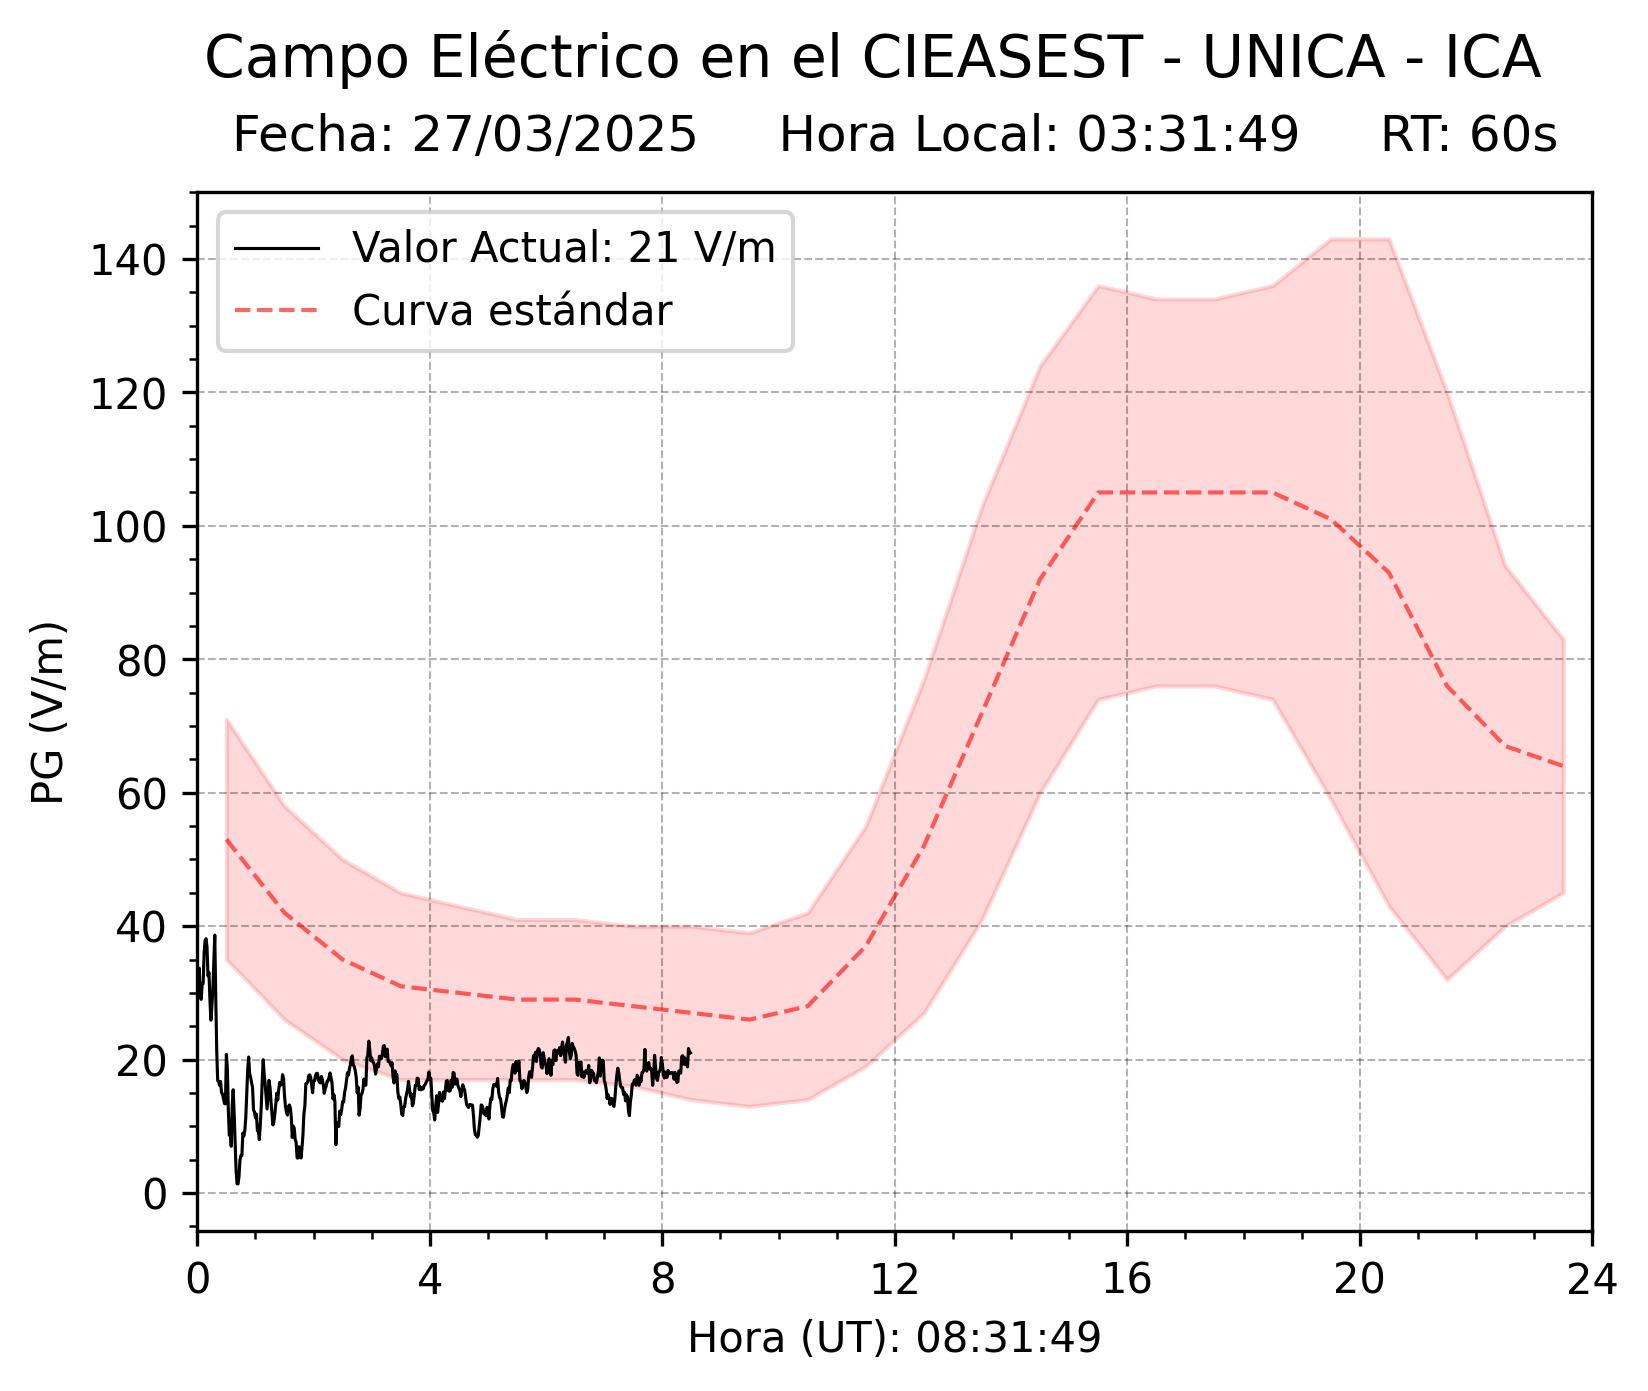 Campo Eléctrico en el CIEASEST - UNICA - ICA
Fecha: 27/03/2025 Hora Local: 03:31:49 RT: 60s
Valor Actual: 21 V/m
Curva estándar
PG (V/m)
140
120
100
80
60
40
20
0
0 4 8 12 16 20 24
Hora (UT): 08:31:49